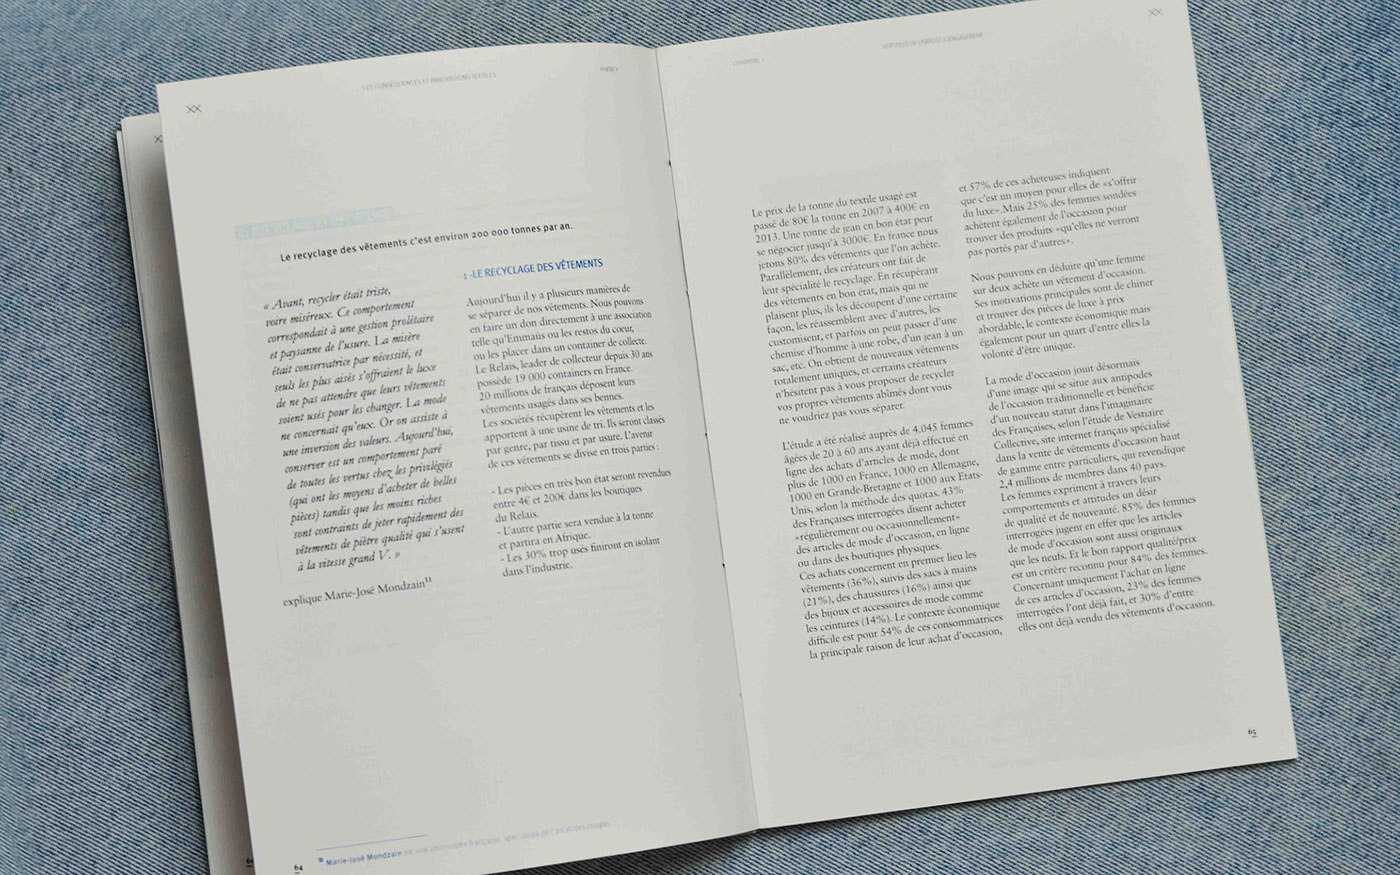 XX
LES CONSÉQUENCES ET INNOVATIONS TEXTILES
PARTIE
Le recyclage des vêtements c'est environ 200 000 tonnes par an.
« Avant, recycler était triste,
voire miséreux. Ce comportement
correspondait à une gestion prolétaire
et paysanne de l'usure. La misère
était conservatrice par nécessité, et
seuls les plus aisés s'offraient le luxe
de ne pas attendre que leurs vêtements
soient usés pour les changer. La mode
ne concernait qu'eux. Or on assiste à
une inversion des valeurs. Aujourd'hui,
conserver est un comportement paré
de toutes les vertus chez les privilégiés
(qui ont les moyens d'acheter de belles
pièces) tandis que les moins riches
sont contraints de jeter rapidement des
vêtements de piètre qualité qui s'usent
à la vitesse grand V. »
explique Marie-José Mondzain
1-LE RECYCLAGE DES VÊTEMENTS
Aujourd'hui il y a plusieurs manières de
se séparer de nos vêtements. Nous pouvons
en faire un don directement à une association
telle qu'Emmaus ou les restos du coeur,
ou les placer dans un container de collecte.
Le Relais, leader de collecteur depuis 30 ans
possède 19 000 containers en France.
20 millions de français déposent leurs
vêtements usagés dans ses bennes.
Les sociétés récupèrent les vêtements et les
apportent à une usine de tri. Ils seront classés
par genre, par tissu et par usure. L'avenir
de ces vêtements se divise en trois parties :
- Les pièces en très bon état seront revendues
entre 4€ et 200€ dans les boutiques
du Relais.
- L'autre partie sera vendue à la tonne
et partira en Afrique.
- Les 30% trop usés finiront en isolant
dans l'industrie.
Marie-José Mondzain est une philosophe française, spécialiste de l'art et des images.
64
CHAPITRE
XX
Le prix de la tonne du textile usagé est
passé de 80€ la tonne en 2007 à 400€ en
2013. Une tonne de jean en bon état peut
se négocier jusqu'à 3000€. En france nous
jetons 80% des vêtements que l'on achète.
Parallèlement, des créateurs ont fait de
leur spécialité le recyclage. En récupérant
des vêtements en bon état, mais qui ne
plaisent plus, ils les découpent d'une certaine
façon, les réassemblent avec d'autres, les
customisent, et parfois on peut passer d'une
chemise d'homme à une robe, d'un jean à un
sac, etc. On obtient de nouveaux vêtements
totalement uniques, et certains créateurs
n'hésitent pas à vous proposer de recycler
vos propres vêtements abîmés dont vous
ne voudriez pas vous séparer.
L'étude a été réalisé auprès de 4.045 femmes
âgées de 20 à 60 ans ayant déjà effectué en
ligne des achats d'articles de mode, dont
plus de 1000 en France, 1000 en Allemagne,
1000 en Grande-Bretagne et 1000 aux Etats-
Unis, selon la méthode des quotas. 43%
des Françaises interrogées disent acheter
«régulièrement ou occasionnellement»
des articles de mode d'occasion, en ligne
ou dans des boutiques physiques.
Ces achats concernent en premier lieu les
vêtements (36%), suivis des sacs à mains
(21%), des chaussures (16%) ainsi que
des bijoux et accessoires de mode comme
les ceintures (14%). Le contexte économique
difficile est pour 54% de ces consommatrices
la principale raison de leur achat d'occasion,
et 57% de ces acheteuses indiquent
que c'est un moyen pour elles de «s'offrir
du luxe».Mais 25% des femmes sondées
achètent également de l'occasion pour
trouver des produits «qu'elles ne verront
pas portés par d'autres».
Nous pouvons en déduire qu'une femme
sur deux achète un vêtement d'occasion.
Ses motivations principales sont de chiner
et trouver des pièces de luxe à prix
abordable, le contexte économique mais
également pour un quart d'entre elles la
volonté d'être unique.
La mode d'occasion jouit désormais
d'une image qui se situe aux antipodes
de l'occasion traditionnelle et bénéficie
d'un nouveau statut dans l'imaginaire
des Françaises, selon l'étude de Vestiaire
Collective, site internet français spécialisé
dans la vente de vêtements d'occasion haut
de gamme entre particuliers, qui revendique
2,4 millions de membres dans 40 pays.
Les femmes expriment à travers leurs
comportements et attitudes un désir
de qualité et de nouveauté. 85% des femmes
interrogées jugent en effet que les articles
de mode d'occasion sont aussi originaux
que les neufs. Et le bon rapport qualité/prix
est un critère reconnu pour 84% des femmes.
Concernant uniquement l'achat en ligne
de ces articles d'occasion, 23% des femmes
interrogées l'ont déjà fait, et 30% d'entre
elles ont déjà vendu des vêtements d'occasion.
65